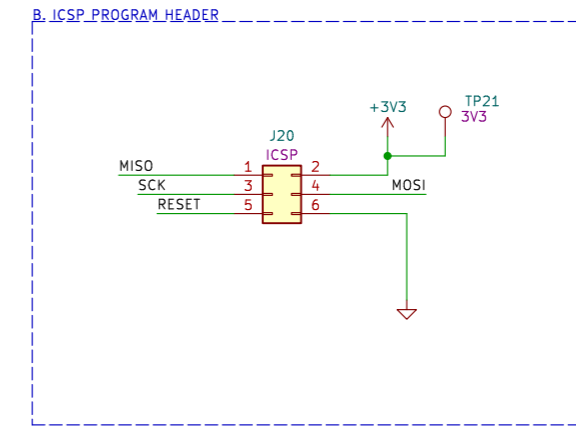 B. ICSP PROGRAM HEADER
+3V3
TP21
3V3
J20
ICSP
MISO 1 2
SCK 3 4 MOSI
RESET 5 6